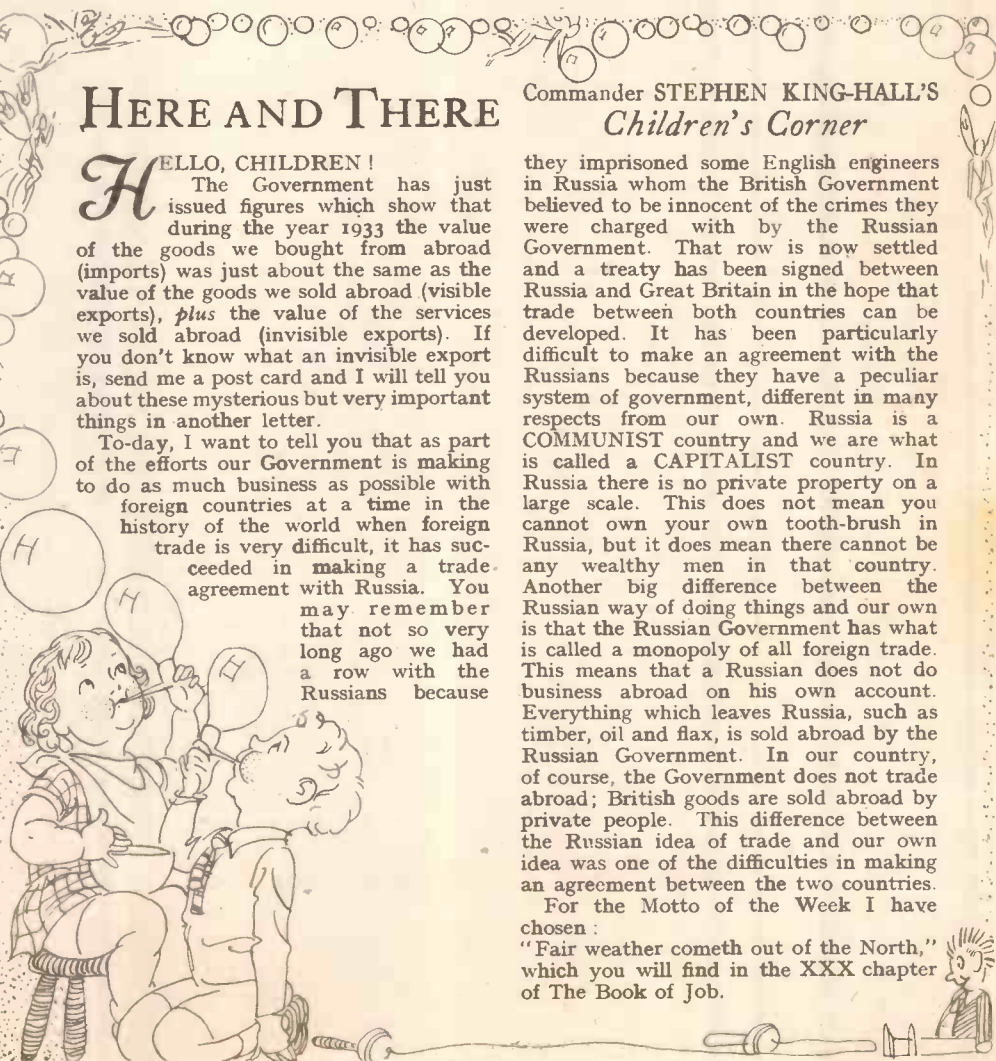 HERE AND THERE
HELLO, CHILDREN !
The Government has just
issued figures which show that
during the year 1933 the value
of the goods we bought from abroad
(imports) was just about the same as the
value of the goods we sold abroad (visible
exports), plus the value of the services
we sold abroad (invisible exports). If
you don't know what an invisible export
is, send me a post card and I will tell you
about these mysterious but very important
things in another letter.
To-day, I want to tell you that as part
of the efforts our Government is making
to do as much business as possible with
foreign countries at a time in the
history of the world when foreign
trade is very difficult, it has suc-
ceeded in making a trade
agreement with Russia. You
may remember
that not so very
long ago we had
a row with the
Russians because
Commander STEPHEN KING-HALL'S
Children's Corner
they imprisoned some English engineers
in Russia whom the British Government
believed to be innocent of the crimes they
were charged with by the Russian
Government. That row is now settled
and a treaty has been signed between
Russia and Great Britain in the hope that
trade between both countries can be
developed. It has been particularly
difficult to make an agreement with the
Russians because they have a peculiar
system of government, different in many
respects from our own. Russia is a
COMMUNIST country and we are what
is called a CAPITALIST country. In
Russia there is no private property on a
large scale. This does not mean you
cannot own your own tooth-brush in
Russia, but it does mean there cannot be
any wealthy men in that country.
Another big difference between the
Russian way of doing things and our own
is that the Russian Government has what
is called a monopoly of all foreign trade.
This means that a Russian does not do
business abroad on his own account.
Everything which leaves Russia, such as
timber, oil and flax, is sold abroad by the
Russian Government. In our country,
of course, the Government does not trade
abroad; British goods are sold abroad by
private people. This difference between
the Russian idea of trade and our own
idea was one of the difficulties in making
an agreement between the two countries.
For the Motto of the Week I have
chosen :
"Fair weather cometh out of the North,"
which you will find in the XXX chapter
of The Book of Job.